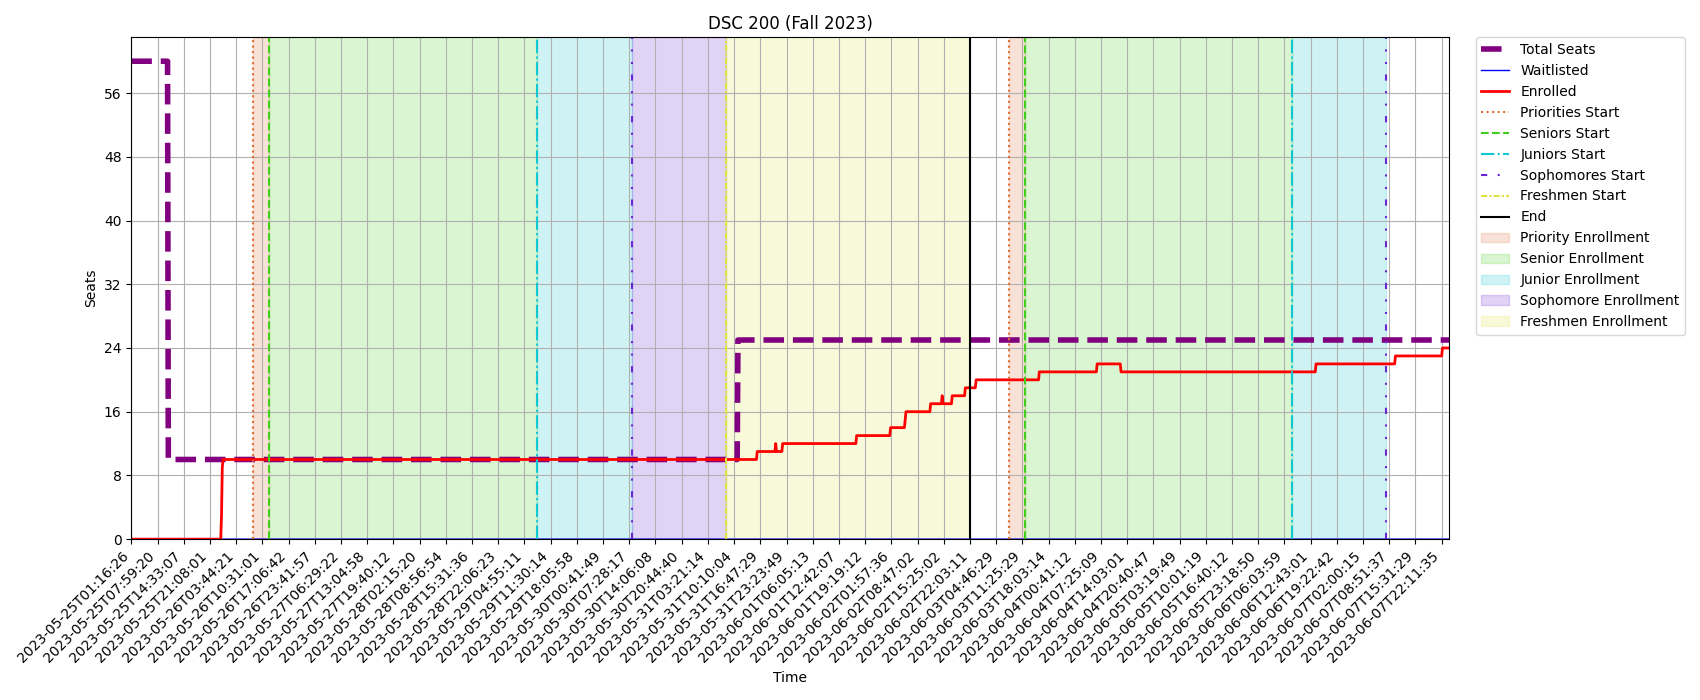 DSC 200 (Fall 2023)
Seats
56
48
40
32
24
16
8
0
2023-05-25T01:16:26
2023-05-25T07:59:20
2023-05-25T14:33:07
2023-05-25T21:08:01
2023-05-26T03:44:21
2023-05-26T10:31:01
2023-05-26T17:06:42
2023-05-26T23:41:57
2023-05-27T06:29:22
2023-05-27T13:04:58
2023-05-27T19:40:12
2023-05-28T02:15:20
2023-05-28T08:56:54
2023-05-28T15:31:36
2023-05-28T22:06:23
2023-05-29T04:55:11
2023-05-29T11:30:14
2023-05-29T18:05:58
2023-05-30T00:41:49
2023-05-30T07:28:17
2023-05-30T14:06:08
2023-05-30T20:44:40
2023-05-31T03:21:14
2023-05-31T10:10:04
2023-05-31T16:47:29
2023-05-31T23:23:49
2023-06-01T06:05:13
2023-06-01T12:42:07
2023-06-01T19:19:12
2023-06-02T01:57:36
2023-06-02T08:47:02
2023-06-02T15:25:02
2023-06-02T22:03:11
2023-06-03T04:46:29
2023-06-03T11:25:29
2023-06-03T18:03:14
2023-06-04T00:41:12
2023-06-04T07:25:09
2023-06-04T14:03:01
2023-06-04T20:40:47
2023-06-05T03:19:49
2023-06-05T10:01:19
2023-06-05T16:40:12
2023-06-05T23:18:50
2023-06-06T06:03:59
2023-06-06T12:43:01
2023-06-06T19:22:42
2023-06-07T02:00:15
2023-06-07T08:51:37
2023-06-07T15:31:29
2023-06-07T22:11:35
Time
Total Seats
Waitlisted
Enrolled
Priorities Start
Seniors Start
Juniors Start
Sophomores Start
Freshmen Start
End
Priority Enrollment
Senior Enrollment
Junior Enrollment
Sophomore Enrollment
Freshmen Enrollment